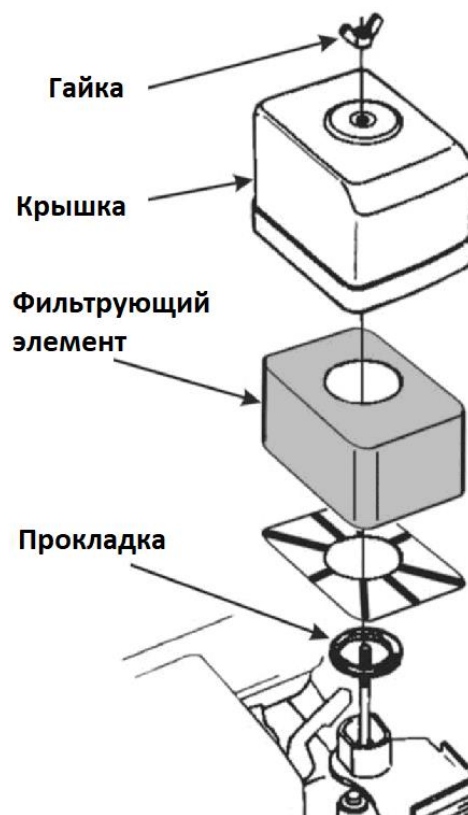 Гайка
Крышка
Фильтрующий
элемент
Прокладка